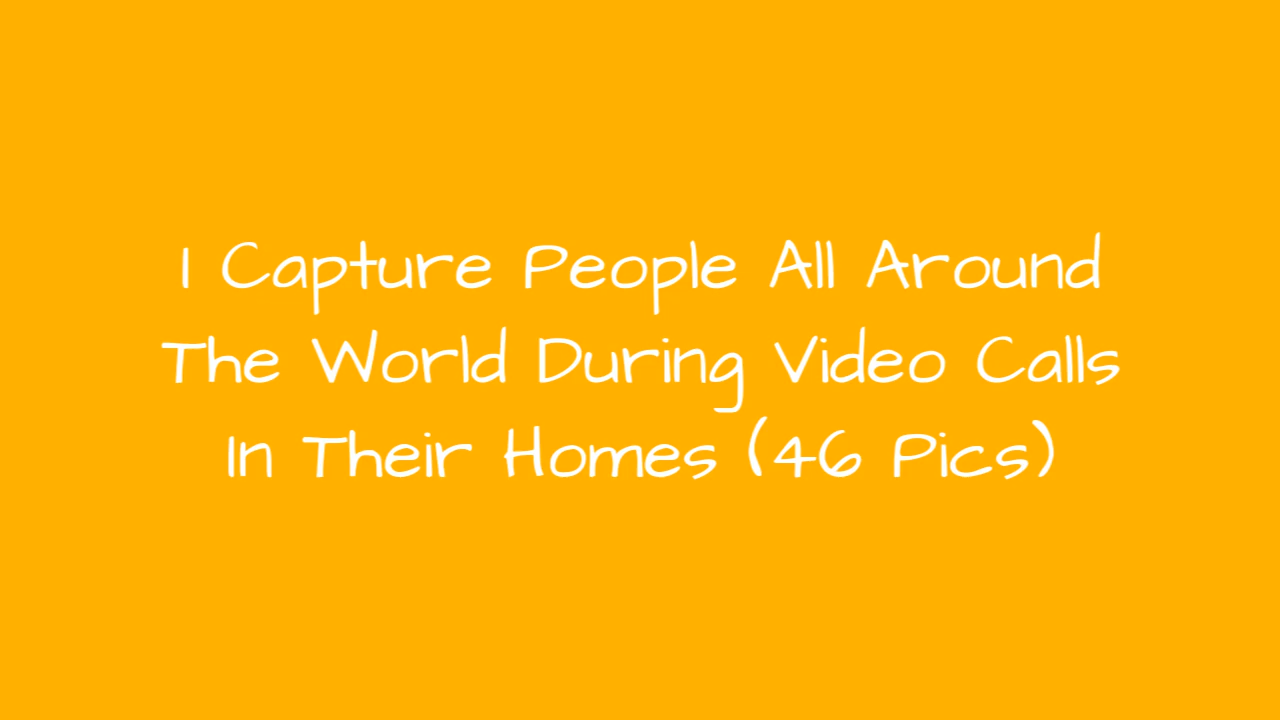 I Capture People All Around
The World During Video Calls
In Their Homes (46 Pics)